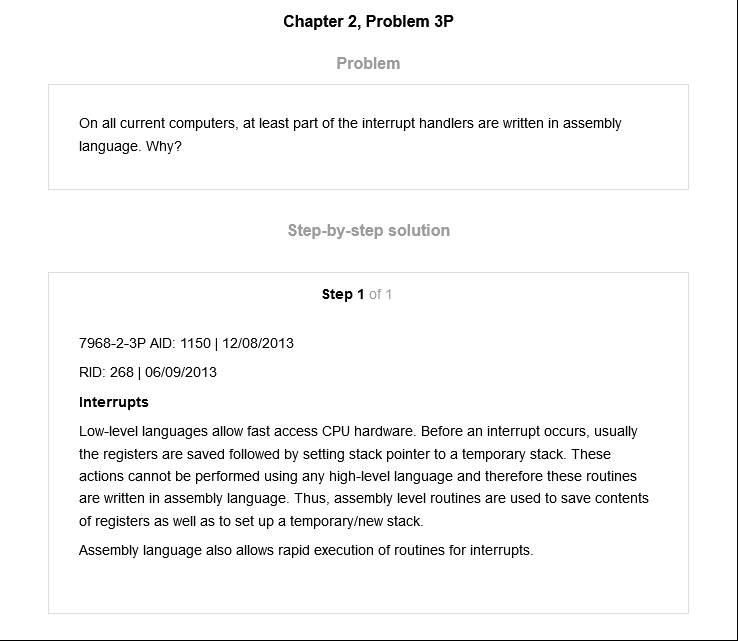 Chapter 2, Problem 3P
Problem
On all current computers, at least part of the interrupt handlers are written in assembly
language. Why?
Step-by-step solution
Step 1 of 1
7968-2-3P AID: 1150 | 12/08/2013
RID: 268 | 06/09/2013
Interrupts
Low-level languages allow fast access CPU hardware. Before an interrupt occurs, usually
the registers are saved followed by setting stack pointer to a temporary stack. These
actions cannot be performed using any high-level language and therefore these routines
are written in assembly language. Thus, assembly level routines are used to save contents
of registers as well as to set up a temporary/new stack.
Assembly language also allows rapid execution of routines for interrupts.